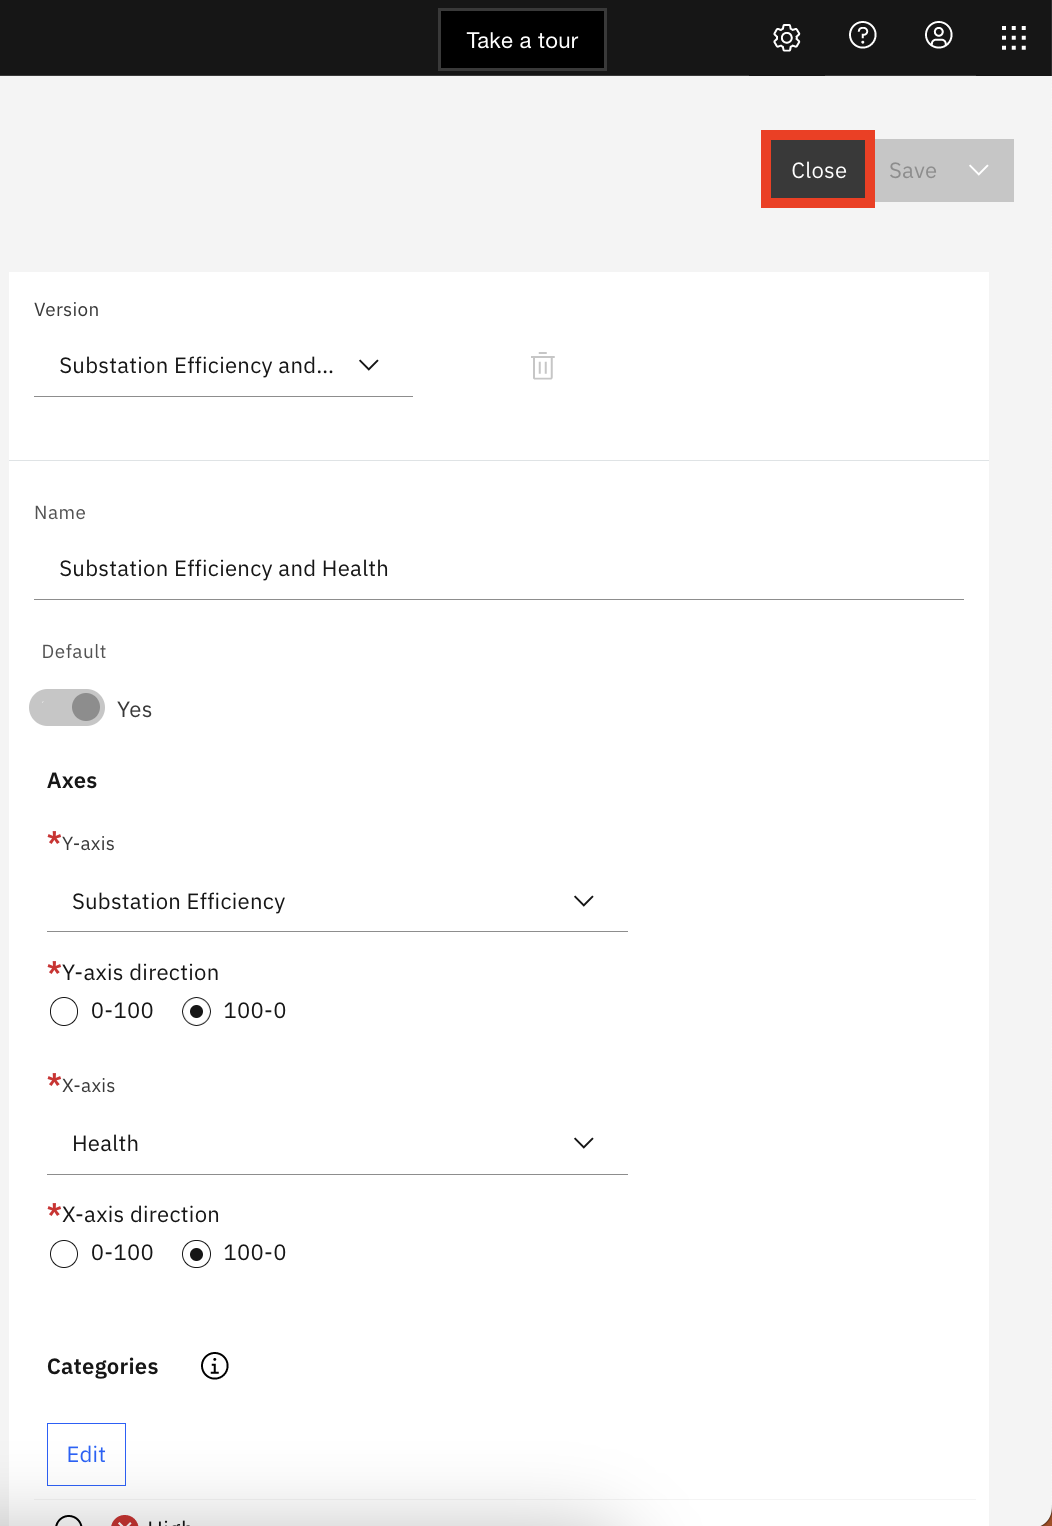 Take a tour
Close Save
Version
Substation Efficiency and...
Name
Substation Efficiency and Health
Default
Yes
Axes
*Y-axis
Substation Efficiency
*Y-axis direction
0-100 100-0
*X-axis
Health
*X-axis direction
0-100 100-0
Categories
Edit
High